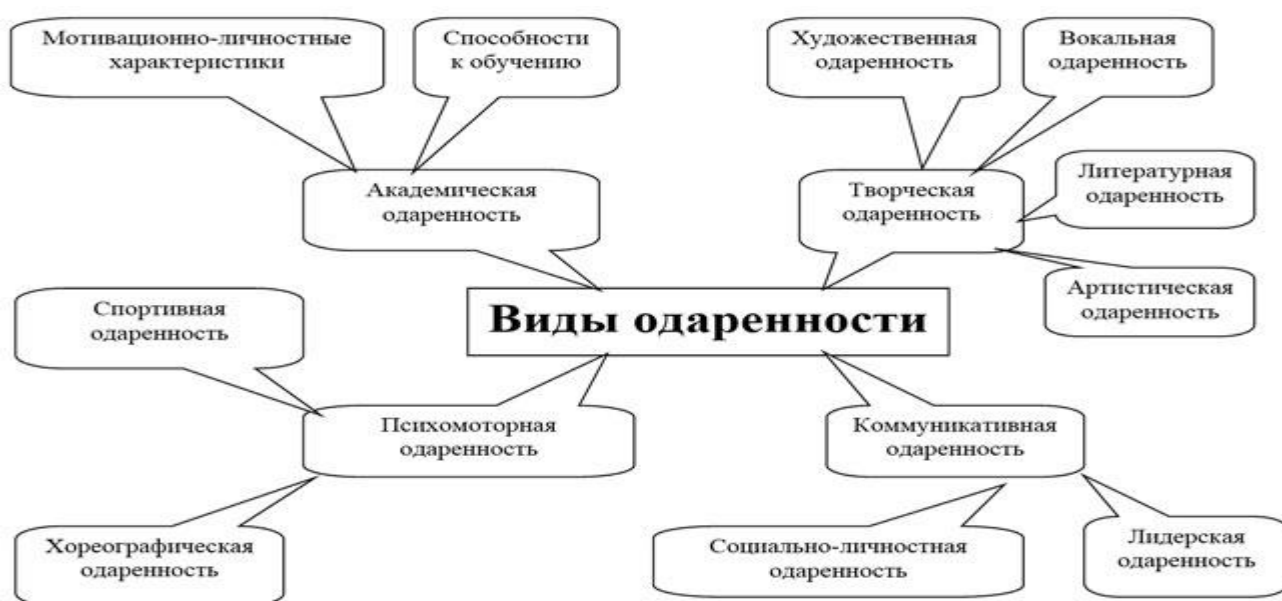 Мотивационно-личностные
характеристики
Способности
к обучению
Художественная
одаренность
Вокальная
одаренность
Академическая
одаренность
Творческая
одаренность
Литературная
одаренность
Артистическая
одаренность
Виды одаренности
Спортивная
одаренность
Психомоторная
одаренность
Коммуникативная
одаренность
Хореографическая
одаренность
Социально-личностная
одаренность
Лидерская
одаренность